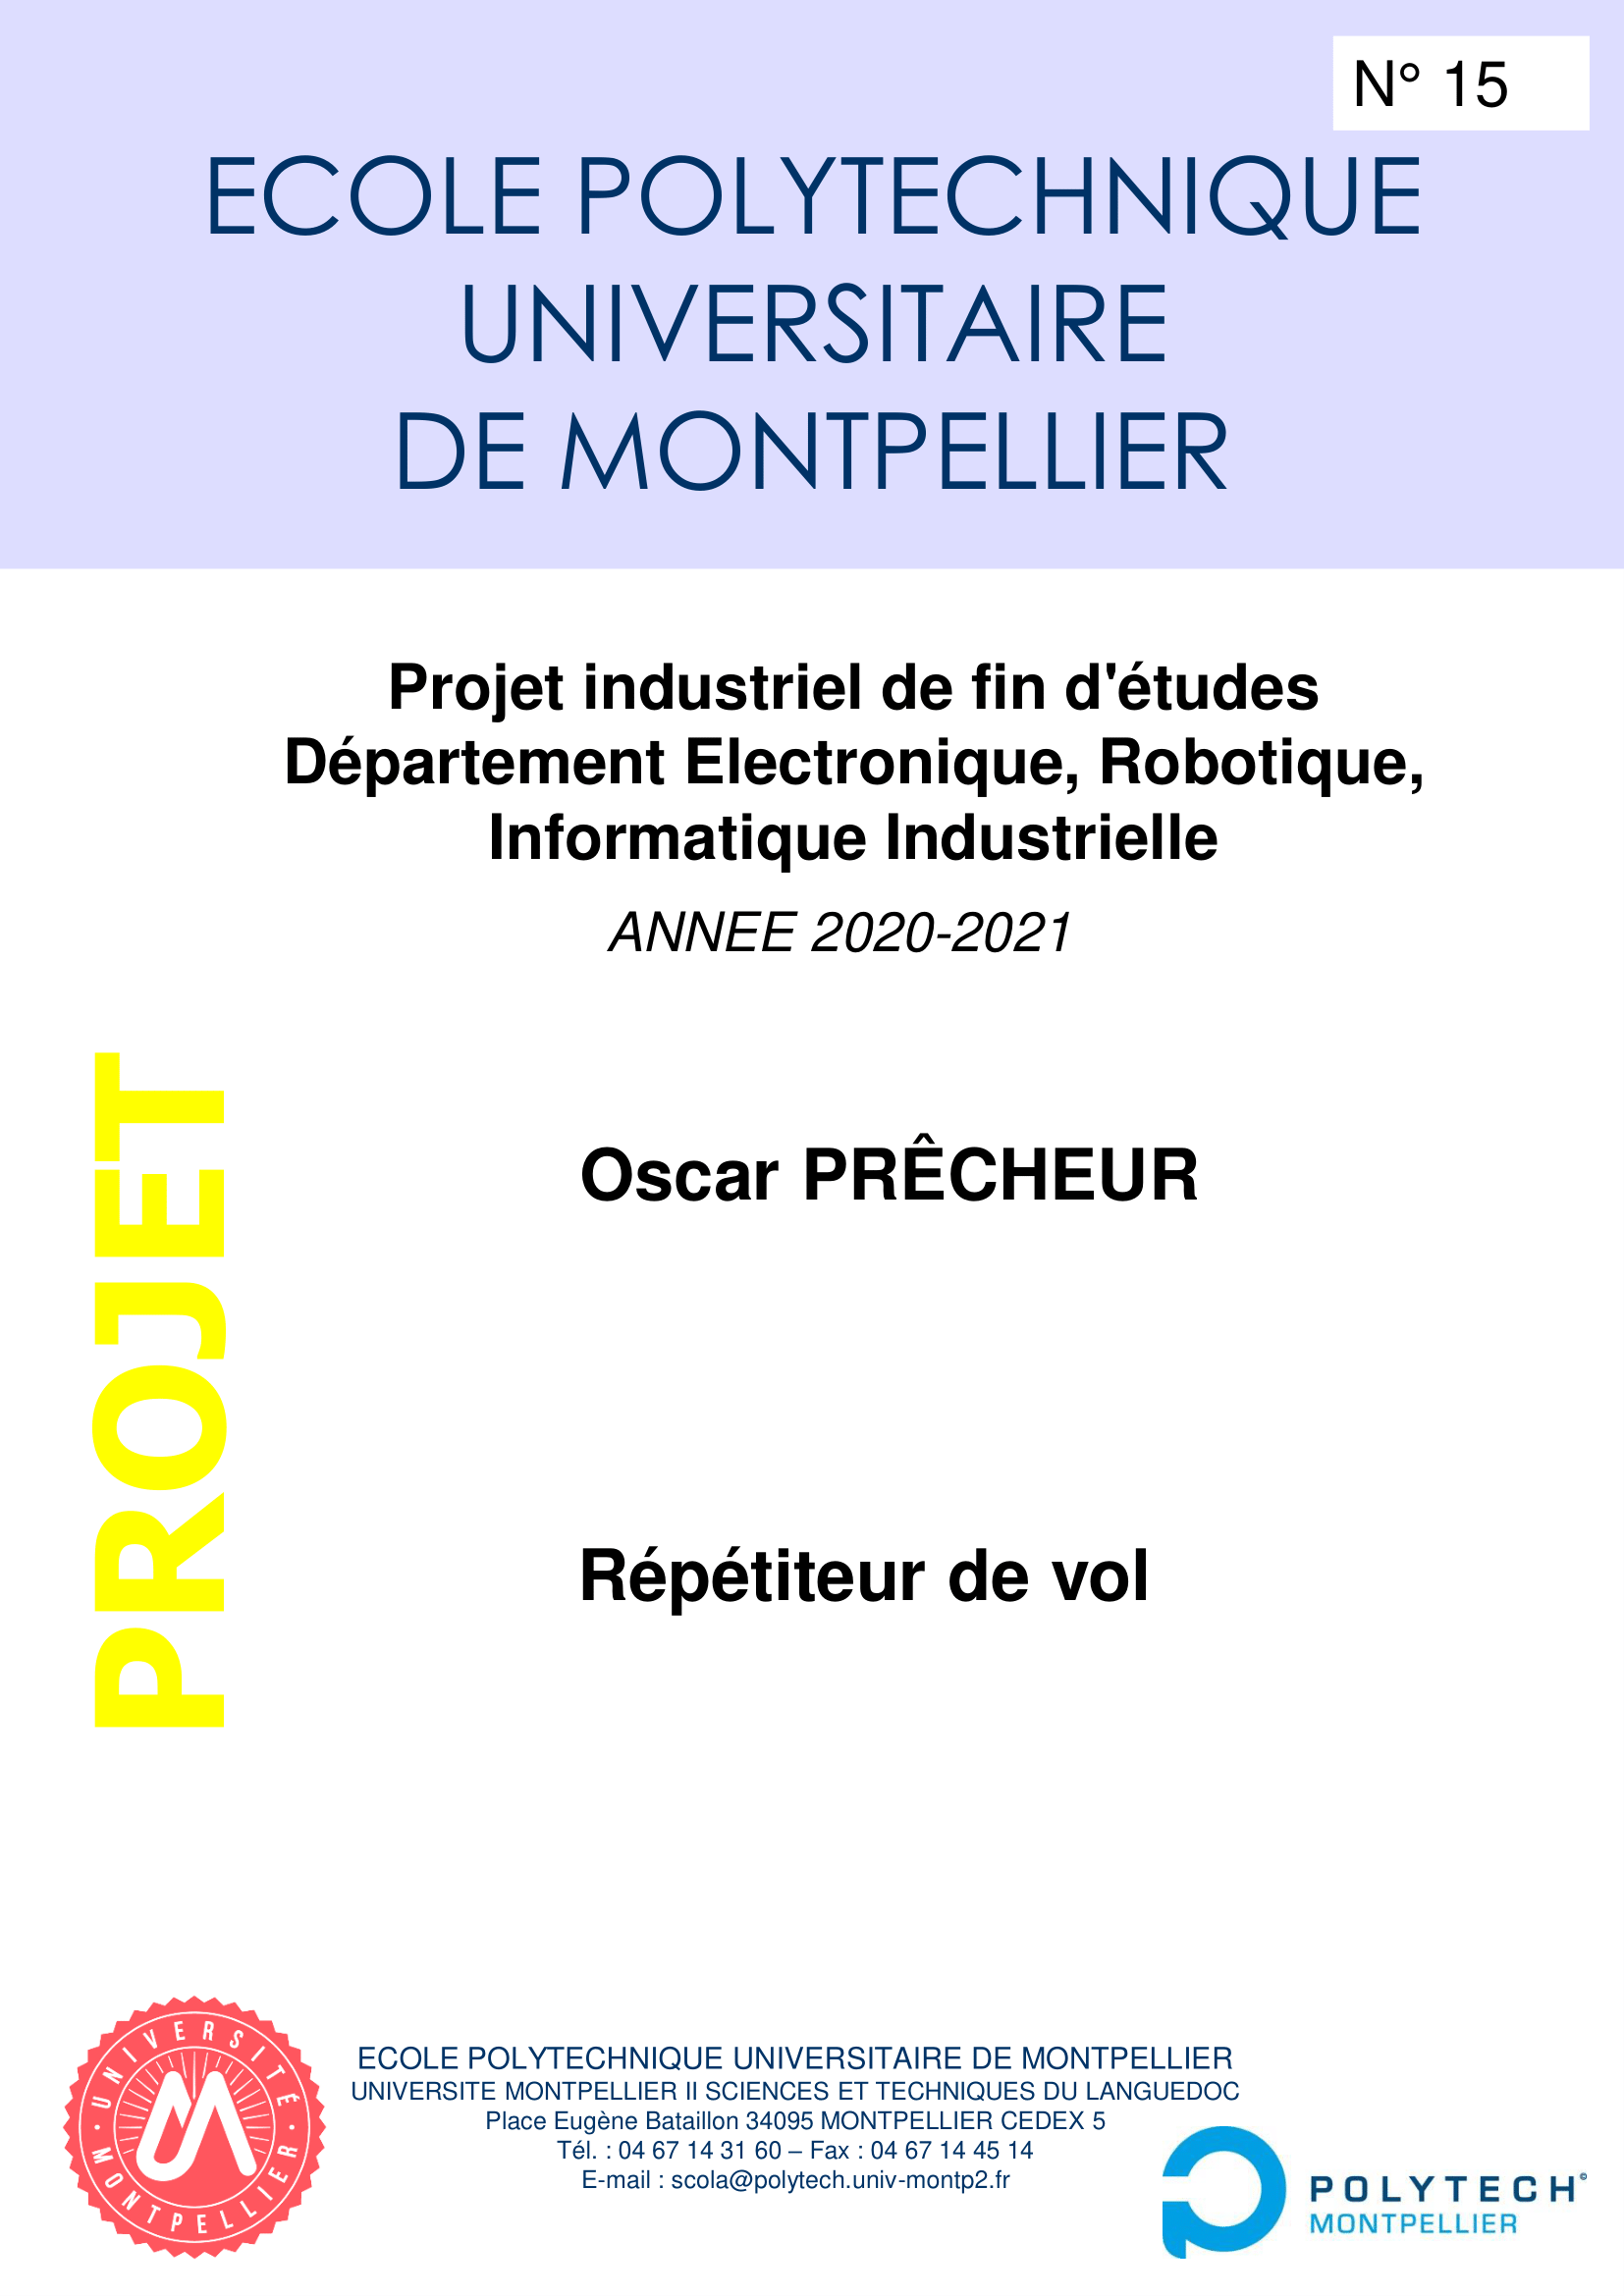 N° 15
ECOLE POLYTECHNIQUE
UNIVERSITAIRE
DE MONTPELLIER
Projet industriel de fin d'études
Département Electronique, Robotique,
Informatique Industrielle
ANNEE 2020-2021
PROJET
Oscar PRÊCHEUR
Répétiteur de vol
UNIVERSITÉ
MONTPELLIER
ECOLE POLYTECHNIQUE UNIVERSITAIRE DE MONTPELLIER
UNIVERSITE MONTPELLIER II SCIENCES ET TECHNIQUES DU LANGUEDOC
Place Eugène Bataillon 34095 MONTPELLIER CEDEX 5
Tél. : 04 67 14 31 60 – Fax : 04 67 14 45 14
E-mail : scola@polytech.univ-montp2.fr
POLYTECH©
MONTPELLIER